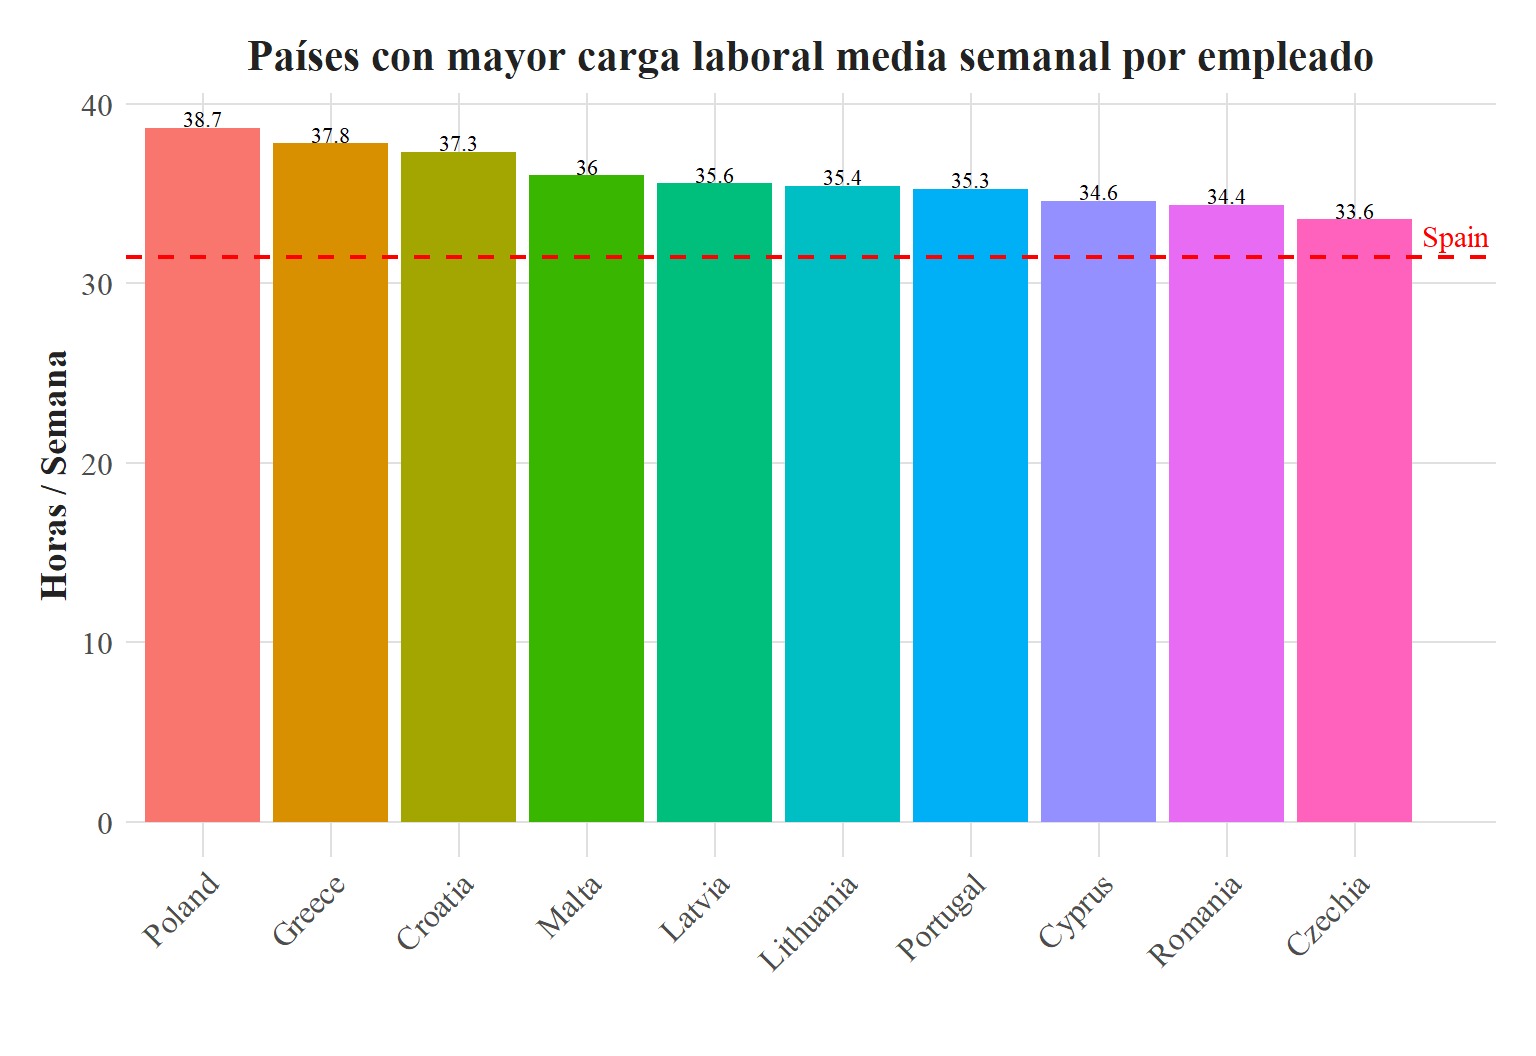 Países con mayor carga laboral media semanal por empleado
Horas / Semana
40
30
20
10
0
38.7
37.8
37.3
36
35.6
35.4
35.3
34.6
34.4
33.6
Spain
Poland
Greece
Croatia
Malta
Latvia
Lithuania
Portugal
Cyprus
Romania
Czechia